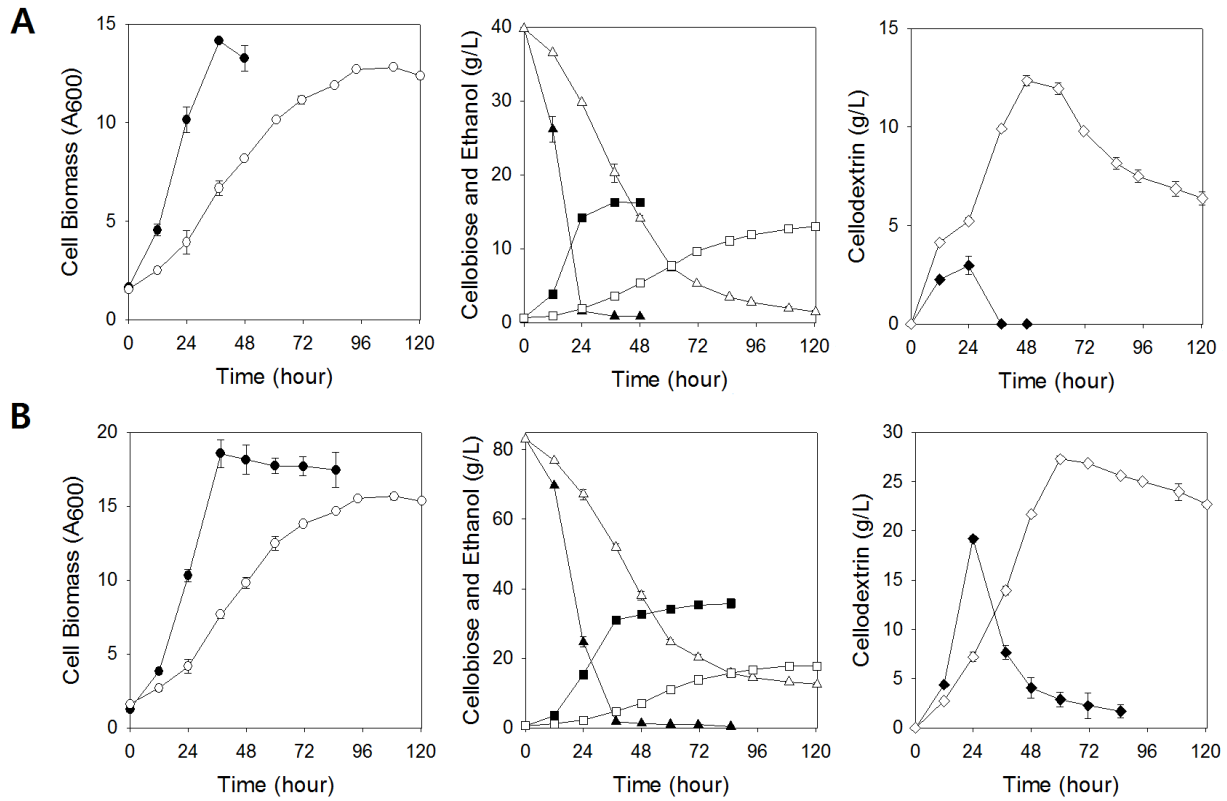 A
Cell Biomass (A600)
15
10
5
0
0 24 48 72 96 120
Time (hour)
Cellobiose and Ethanol (g/L)
40
30
20
10
0
0 24 48 72 96 120
Time (hour)
Cellodextrin (g/L)
15
10
5
0
0 24 48 72 96 120
Time (hour)
B
Cell Biomass (A600)
20
15
10
5
0
0 24 48 72 96 120
Time (hour)
Cellobiose and Ethanol (g/L)
80
60
40
20
0
0 24 48 72 96 120
Time (hour)
Cellodextrin (g/L)
30
25
20
15
10
5
0
0 24 48 72 96 120
Time (hour)